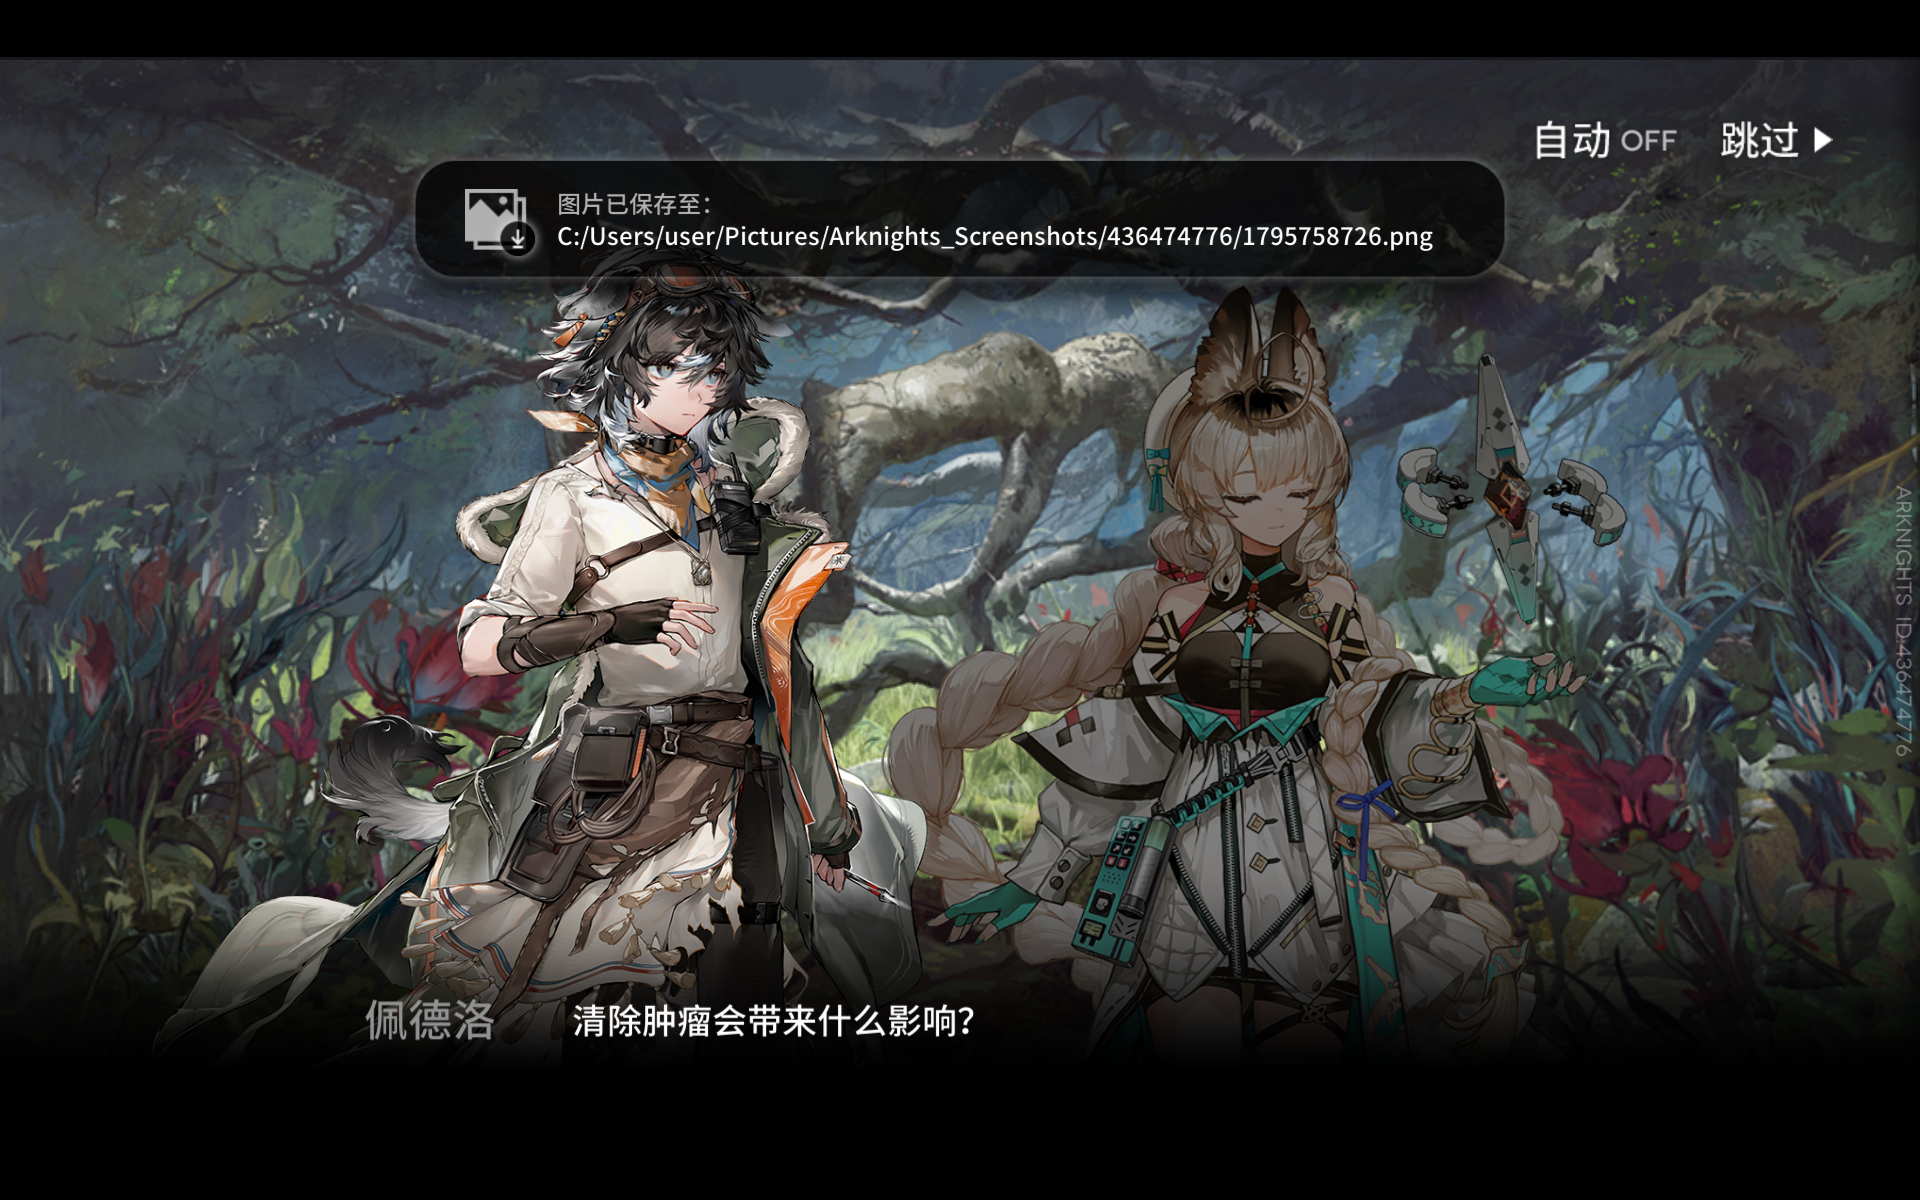 自动 OFF 跳过
图片已保存至：
C:/Users/user/Pictures/Arknights_Screenshots/436474776/1795758726.png
ARKNIGHTS ID:436474776
佩德洛 清除肿瘤会带来什么影响？